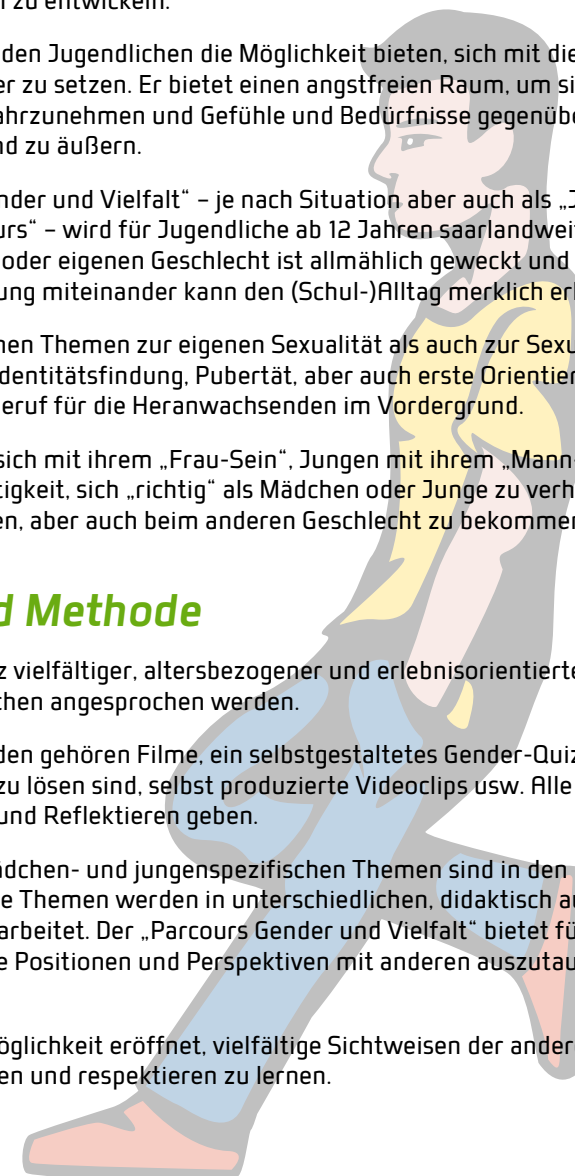 zu entwickeln.
den Jugendlichen die Möglichkeit bieten, sich mit die
er zu setzen. Er bietet einen angstfreien Raum, um si
ahrzunehmen und Gefühle und Bedürfnisse gegenübe
nd zu äußern.
nder und Vielfalt“ – je nach Situation aber auch als „J
urs“ – wird für Jugendliche ab 12 Jahren saarlandweit
oder eigenen Geschlecht ist allmählich geweckt und
ung miteinander kann den (Schul-)Alltag merklich erl
nen Themen zur eigenen Sexualität als auch zur Sexu
dentitätsfindung, Pubertät, aber auch erste Orientier
eruf für die Heranwachsenden im Vordergrund.
sich mit ihrem „Frau-Sein“, Jungen mit ihrem „Mann-
tigkeit, sich „richtig“ als Mädchen oder Junge zu verh
en, aber auch beim anderen Geschlecht zu bekommen
d Methode
z vielfältiger, altersbezogener und erlebnisorientierte
chen angesprochen werden.
den gehören Filme, ein selbstgestaltetes Gender-Quiz
zu lösen sind, selbst produzierte Videoclips usw. Alle
und Reflektieren geben.
ädchen- und jungenspezifischen Themen sind in den
e Themen werden in unterschiedlichen, didaktisch au
arbeitet. Der „Parcours Gender und Vielfalt“ bietet fü
e Positionen und Perspektiven mit anderen auszutau
öglichkeit eröffnet, vielfältige Sichtweisen der ander
en und respektieren zu lernen.